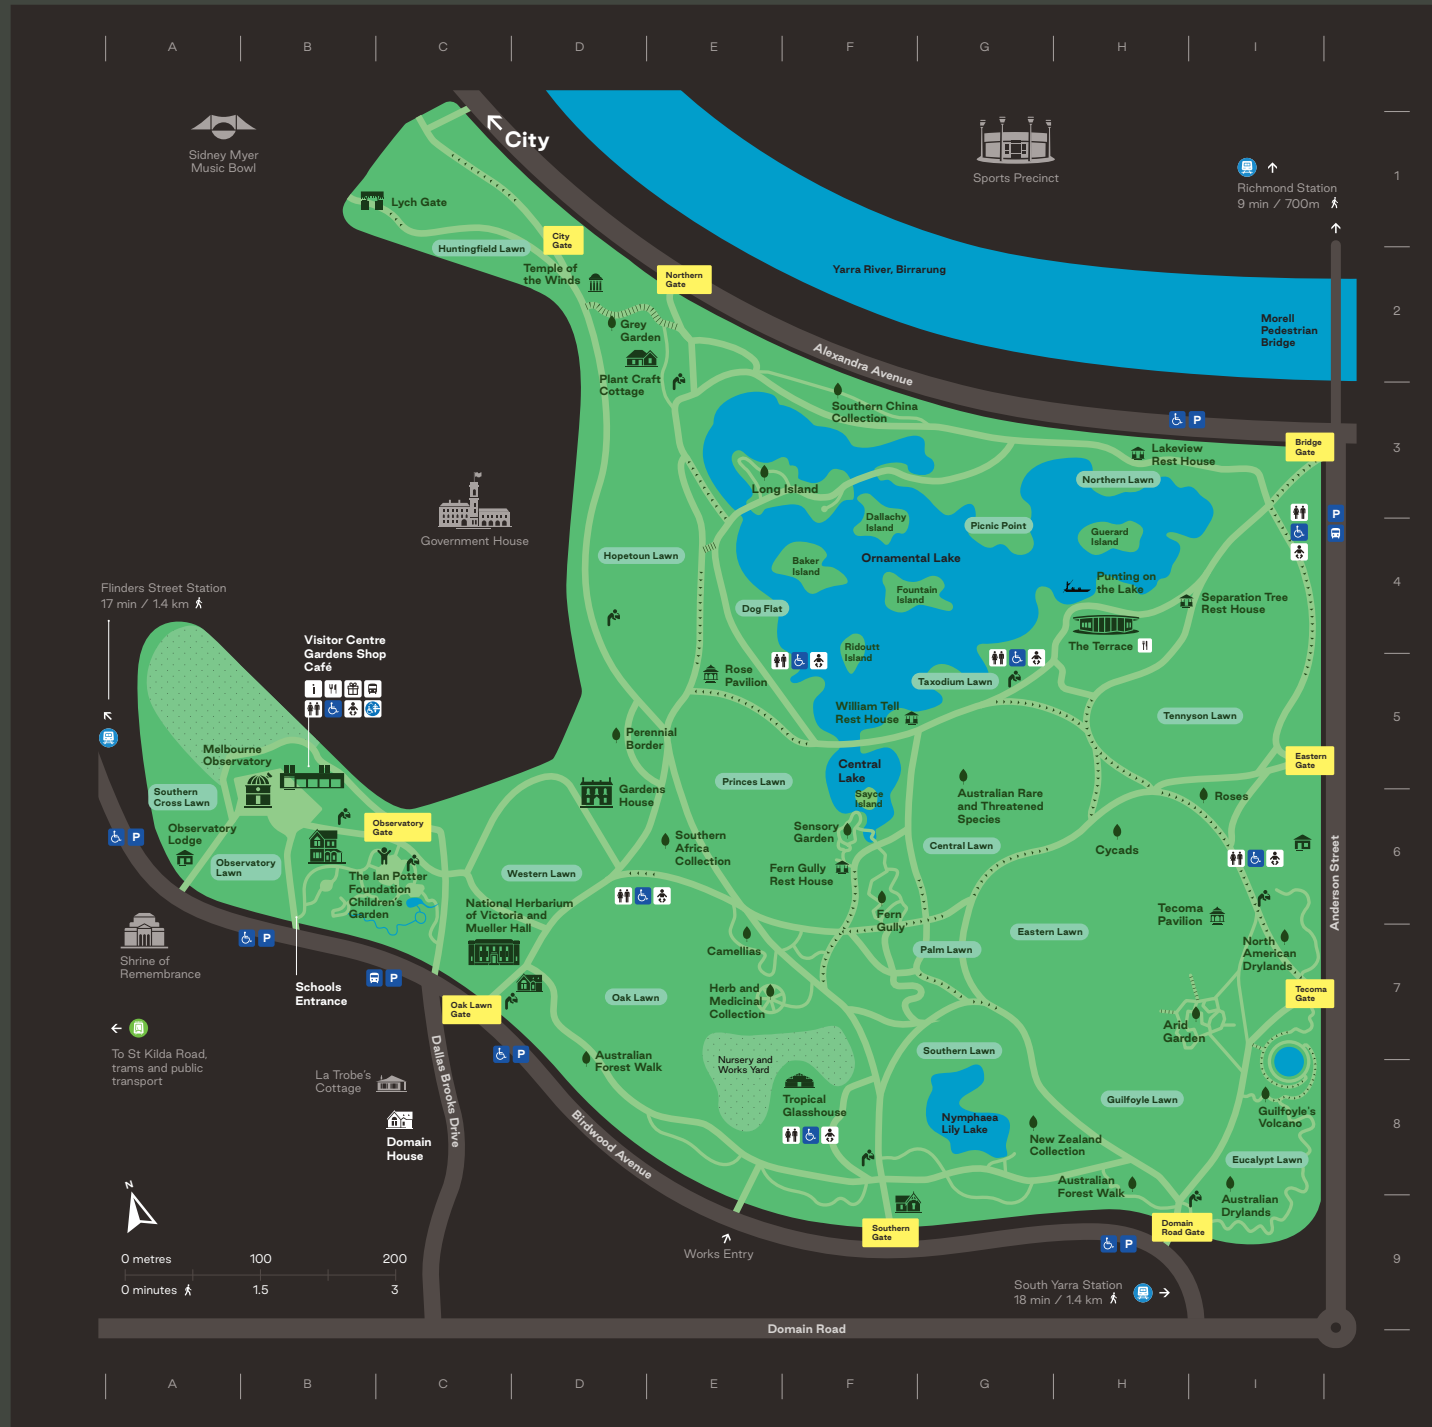 A B C D E F G H I
City
Sidney Myer
Music Bowl
Sports Precinct
Richmond Station
9 min / 700m
1
Lych Gate
Huntingfield Lawn
City
Gate
Temple of
the Winds
Northern
Gate
Yarra River, Birrarung
Morell
Pedestrian
Bridge
2
Grey
Garden
Plant Craft
Cottage
Alexandra Avenue
Southern China
Collection
P
Lakeview
Rest House
Bridge
Gate
3
Long Island
Northern Lawn
Dallachy
Island
Picnic Point
Guerard
Island
P
Government House
Hopetoun Lawn
Baker
Island
Ornamental Lake
Fountain
Island
Punting on
the Lake
4
Flinders Street Station
17 min / 1.4 km
Dog Flat
Separation Tree
Rest House
Visitor Centre
Gardens Shop
Café
i
Ridoutt
Island
The Terrace
Rose
Pavilion
Taxodium Lawn
William Tell
Rest House
Tennyson Lawn
5
Perennial
Border
Melbourne
Observatory
Central
Lake
Eastern
Gate
Princes Lawn
Sayce
Island
Southern
Cross Lawn
Gardens
House
Australian Rare
and Threatened
Species
Roses
Observatory
Lodge
P
Observatory
Gate
Southern
Africa
Collection
Sensory
Garden
Central Lawn
Cycads
6
Observatory
Lawn
The Ian Potter
Foundation
Children's
Garden
Western Lawn
Fern Gully
Rest House
Anderson Street
National Herbarium
of Victoria and
Mueller Hall
Fern
Gully
Tecoma
Pavilion
Eastern Lawn
P
Camellias
Palm Lawn
North
American
Drylands
Shrine of
Remembrance
P
Schools
Entrance
Oak Lawn
Gate
Oak Lawn
Herb and
Medicinal
Collection
Tecoma
Gate
7
Arid
Garden
To St Kilda Road,
trams and public
transport
Dallas Brooks Drive
P
Australian
Forest Walk
Nursery and
Works Yard
Southern Lawn
La Trobe's
Cottage
Tropical
Glasshouse
Guilfoyle Lawn
Guilfoyle's
Volcano
Nymphaea
Lily Lake
8
Domain
House
Birdwood Avenue
New Zealand
Collection
Eucalypt Lawn
Australian
Forest Walk
Australian
Drylands
N
Southern
Gate
Domain
Road Gate
P
Works Entry
9
0 metres 100 200
0 minutes 1.5 3
South Yarra Station
18 min / 1.4 km
Domain Road
A B C D E F G H I